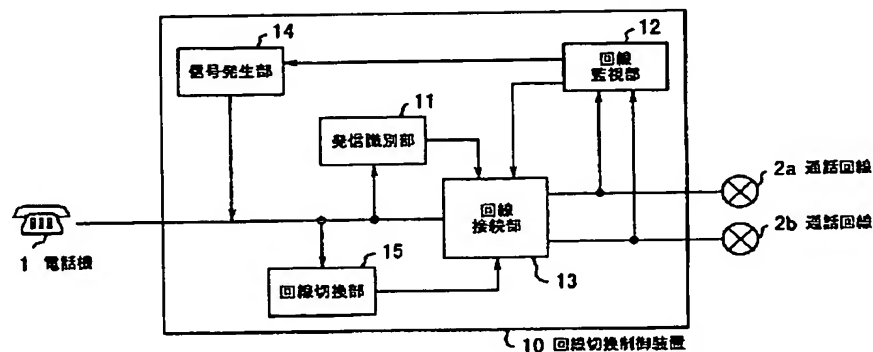 14
信号発生部
12
回線
監視部
11
発信識別部
2a 通話回線
回線
接続部
2b 通話回線
1 電話機
15
回線切換部
13
10 回線切換制御装置